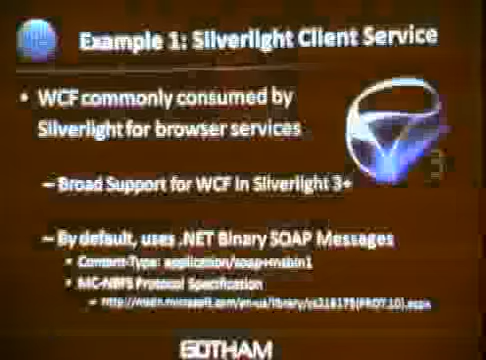 Example 1: Silverlight Client Service
• WCF commonly consumed by
Silverlight for browser services
– Broad Support for WCF in Silverlight 3+
– By default, uses .NET Binary SOAP Messages
• Content-Type: application/soap+msbin1
• MC-NBFS Protocol Specification
GOTHAM